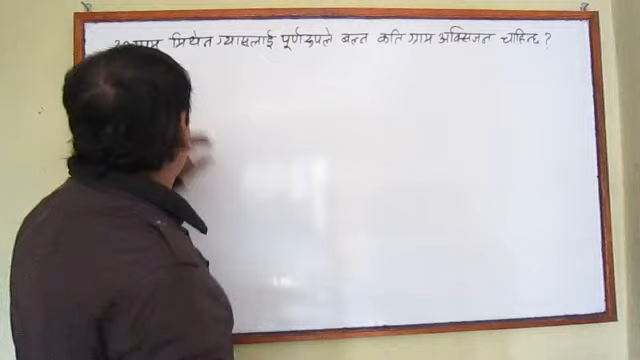 ग्राम मिथेन ग्यासलाई पूर्णरुपले बल्न कति ग्राम अक्सिजन चाहिन्छ ?